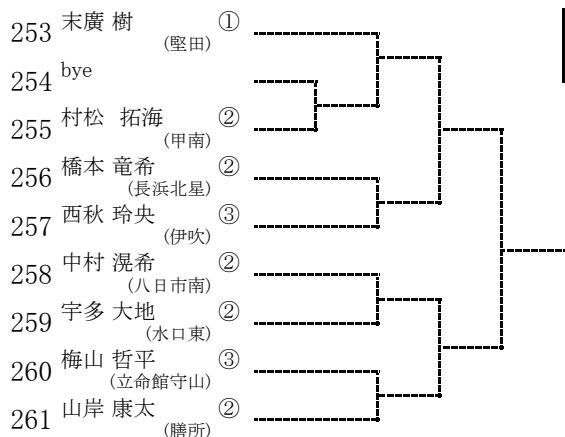 253 末廣 樹 ①
(堅田)
254 bye
255 村松 拓海 ②
(甲南)
256 橋本 竜希 ②
(長浜北星)
257 西秋 玲央 ③
(伊吹)
258 中村 滉希 ②
(八日市南)
259 宇多 大地 ②
(水口東)
260 梅山 哲平 ③
(立命館守山)
261 山岸 康太 ②
(膳所)